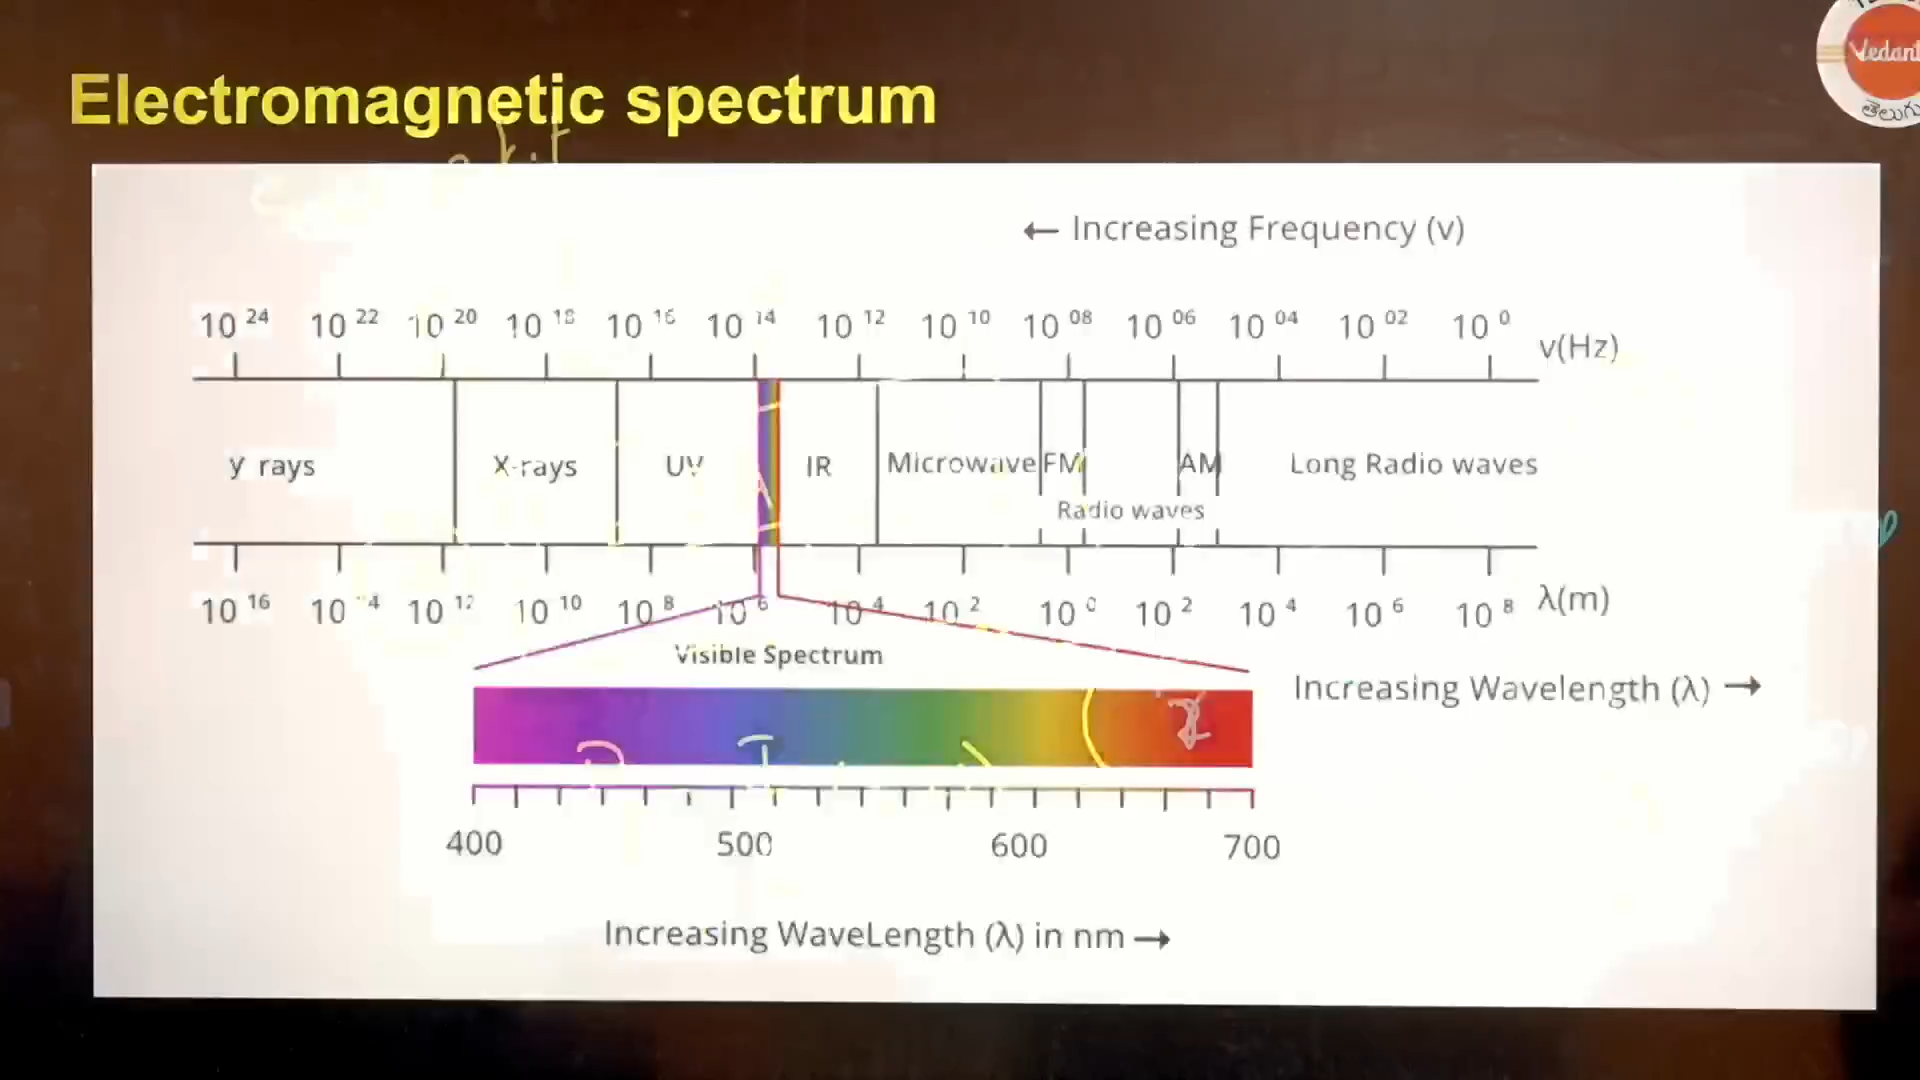 Electromagnetic spectrum
Vedant
తెలుగు
← Increasing Frequency (v)
10 24 10 22 10 20 10 18 10 16 10 14 10 12 10 10 10 08 10 06 10 04 10 02 10 0 v(Hz)
y rays X-rays UV IR Microwave FM AM Long Radio waves
Radio waves
10 16 10 12 10 10 10 8 10 6 10 4 10 2 10 0 10 2 10 4 10 6 10 8 λ(m)
Visible Spectrum
Increasing Wavelength (λ) →
400 500 600 700
Increasing WaveLength (λ) in nm →